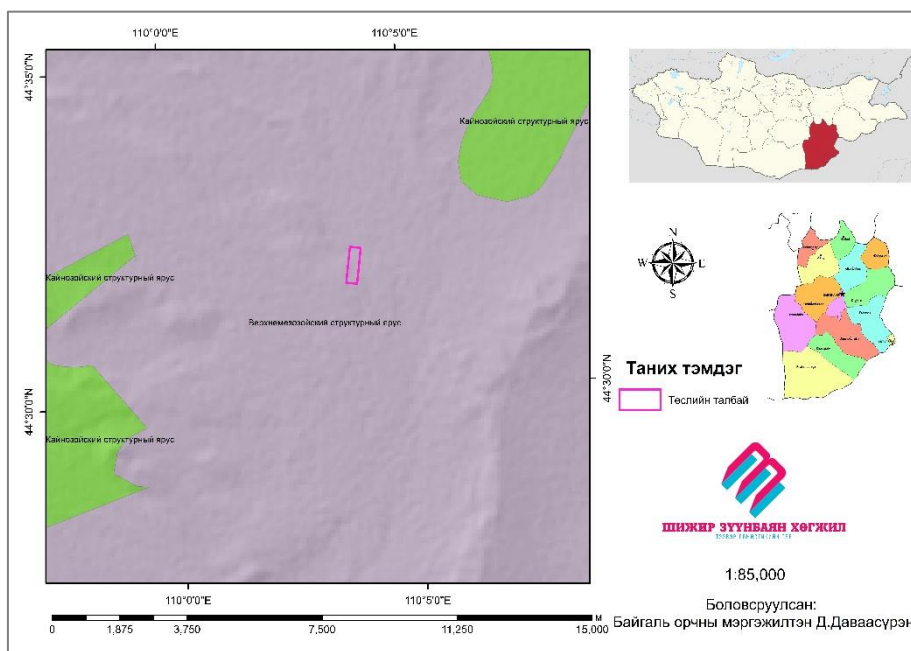 110°0'0"E
110°5'0"E
44°35'0"N
Кайнозойский структурный ярус
Кайнозойский структурный ярус
Верхнемезозойский структурный ярус
Кайнозойский структурный ярус
44°30'0"N
44°30'0"N
110°0'0"E
110°5'0"E
0 1,875 3,750 7,500 11,250 15,000
М
N
W E
S
Таних тэмдэг
Төслийн талбай
ШИЖИР ЗҮҮНБАЯН ХӨГЖИЛ
1:85,000
Боловсруулсан:
Байгаль орчны мэргэжилтэн Д.Даваасүрэн